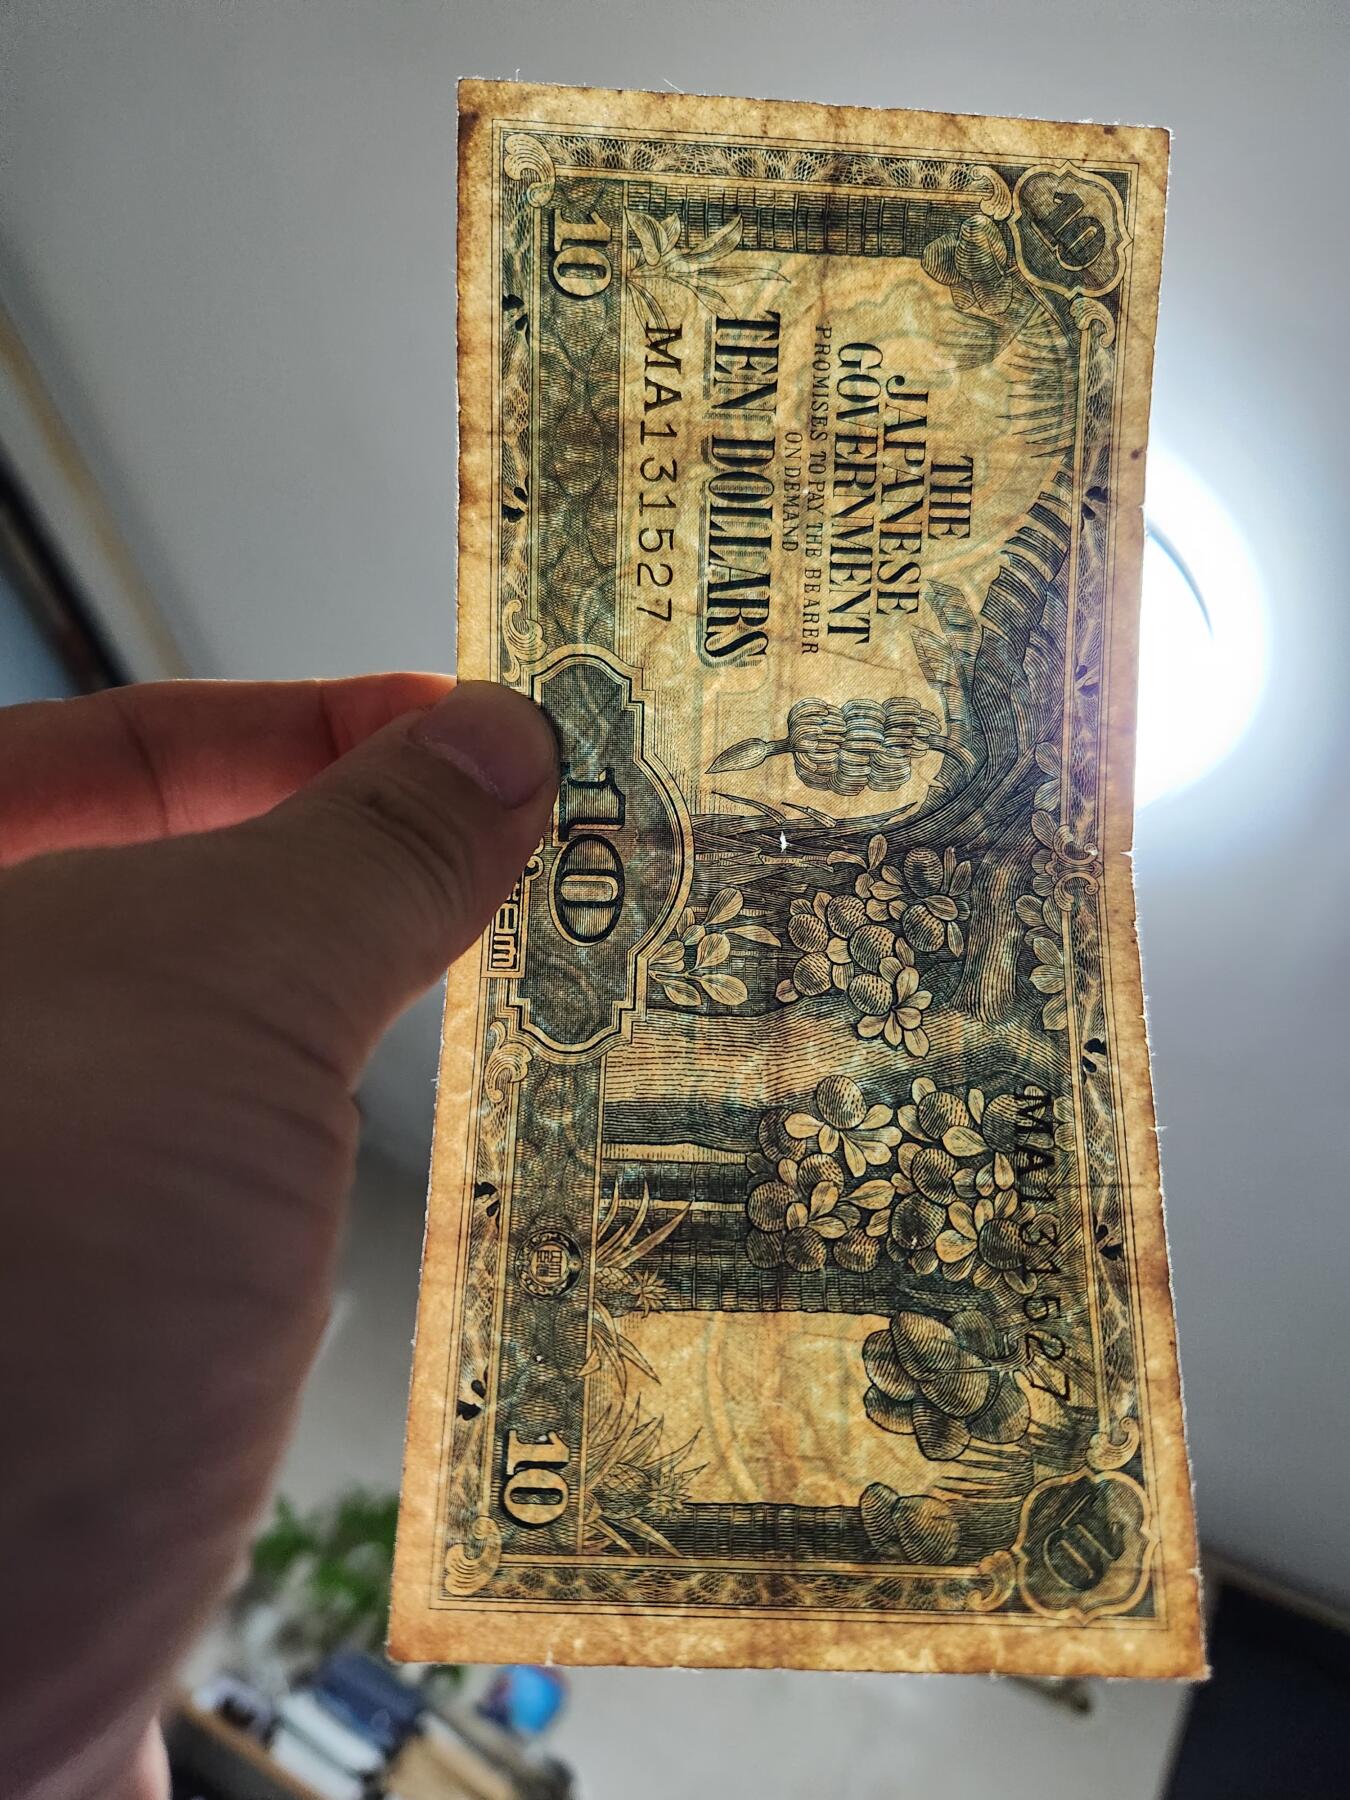 10
10
THE
JAPANESE
GOVERNMENT
PROMISES TO PAY THE BEARER
ON DEMAND
TEN DOLLARS
MA131527
MA131527
10
10
10